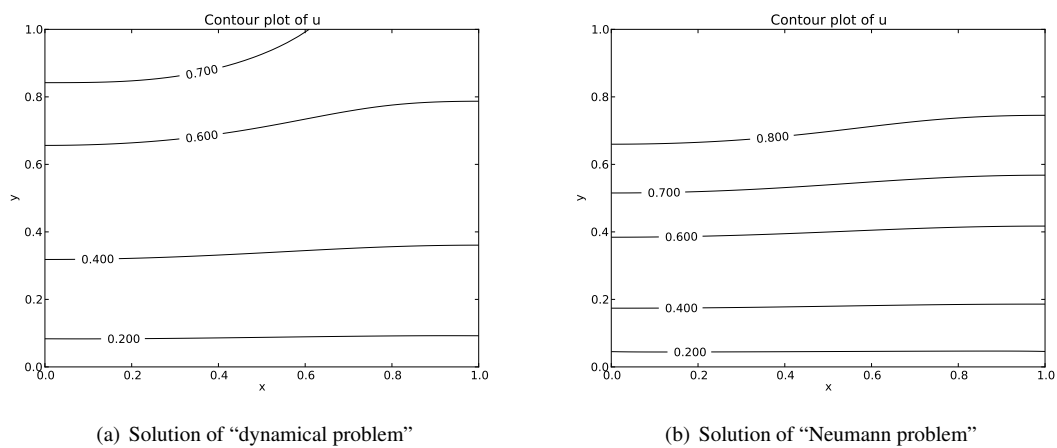 Contour plot of u
1.0
0.8
0.6
0.4
0.2
0.0
y
0.700
0.600
0.400
0.200
0.0 0.2 0.4 0.6 0.8 1.0
x
(a) Solution of “dynamical problem”
Contour plot of u
1.0
0.8
0.6
0.4
0.2
0.0
y
0.800
0.700
0.600
0.400
0.200
0.0 0.2 0.4 0.6 0.8 1.0
x
(b) Solution of “Neumann problem”